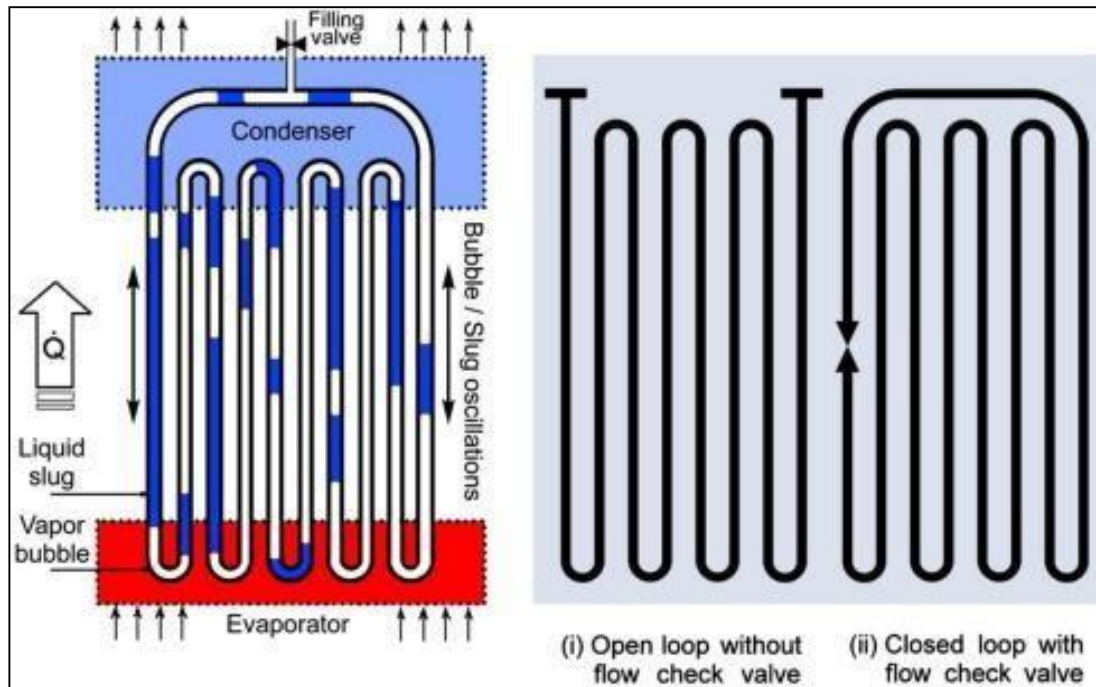 Filling
valve
Condenser
Bubble / Slug oscillations
Q̇
Liquid
slug
Vapor
bubble
Evaporator
(i) Open loop without
flow check valve
(ii) Closed loop with
flow check valve